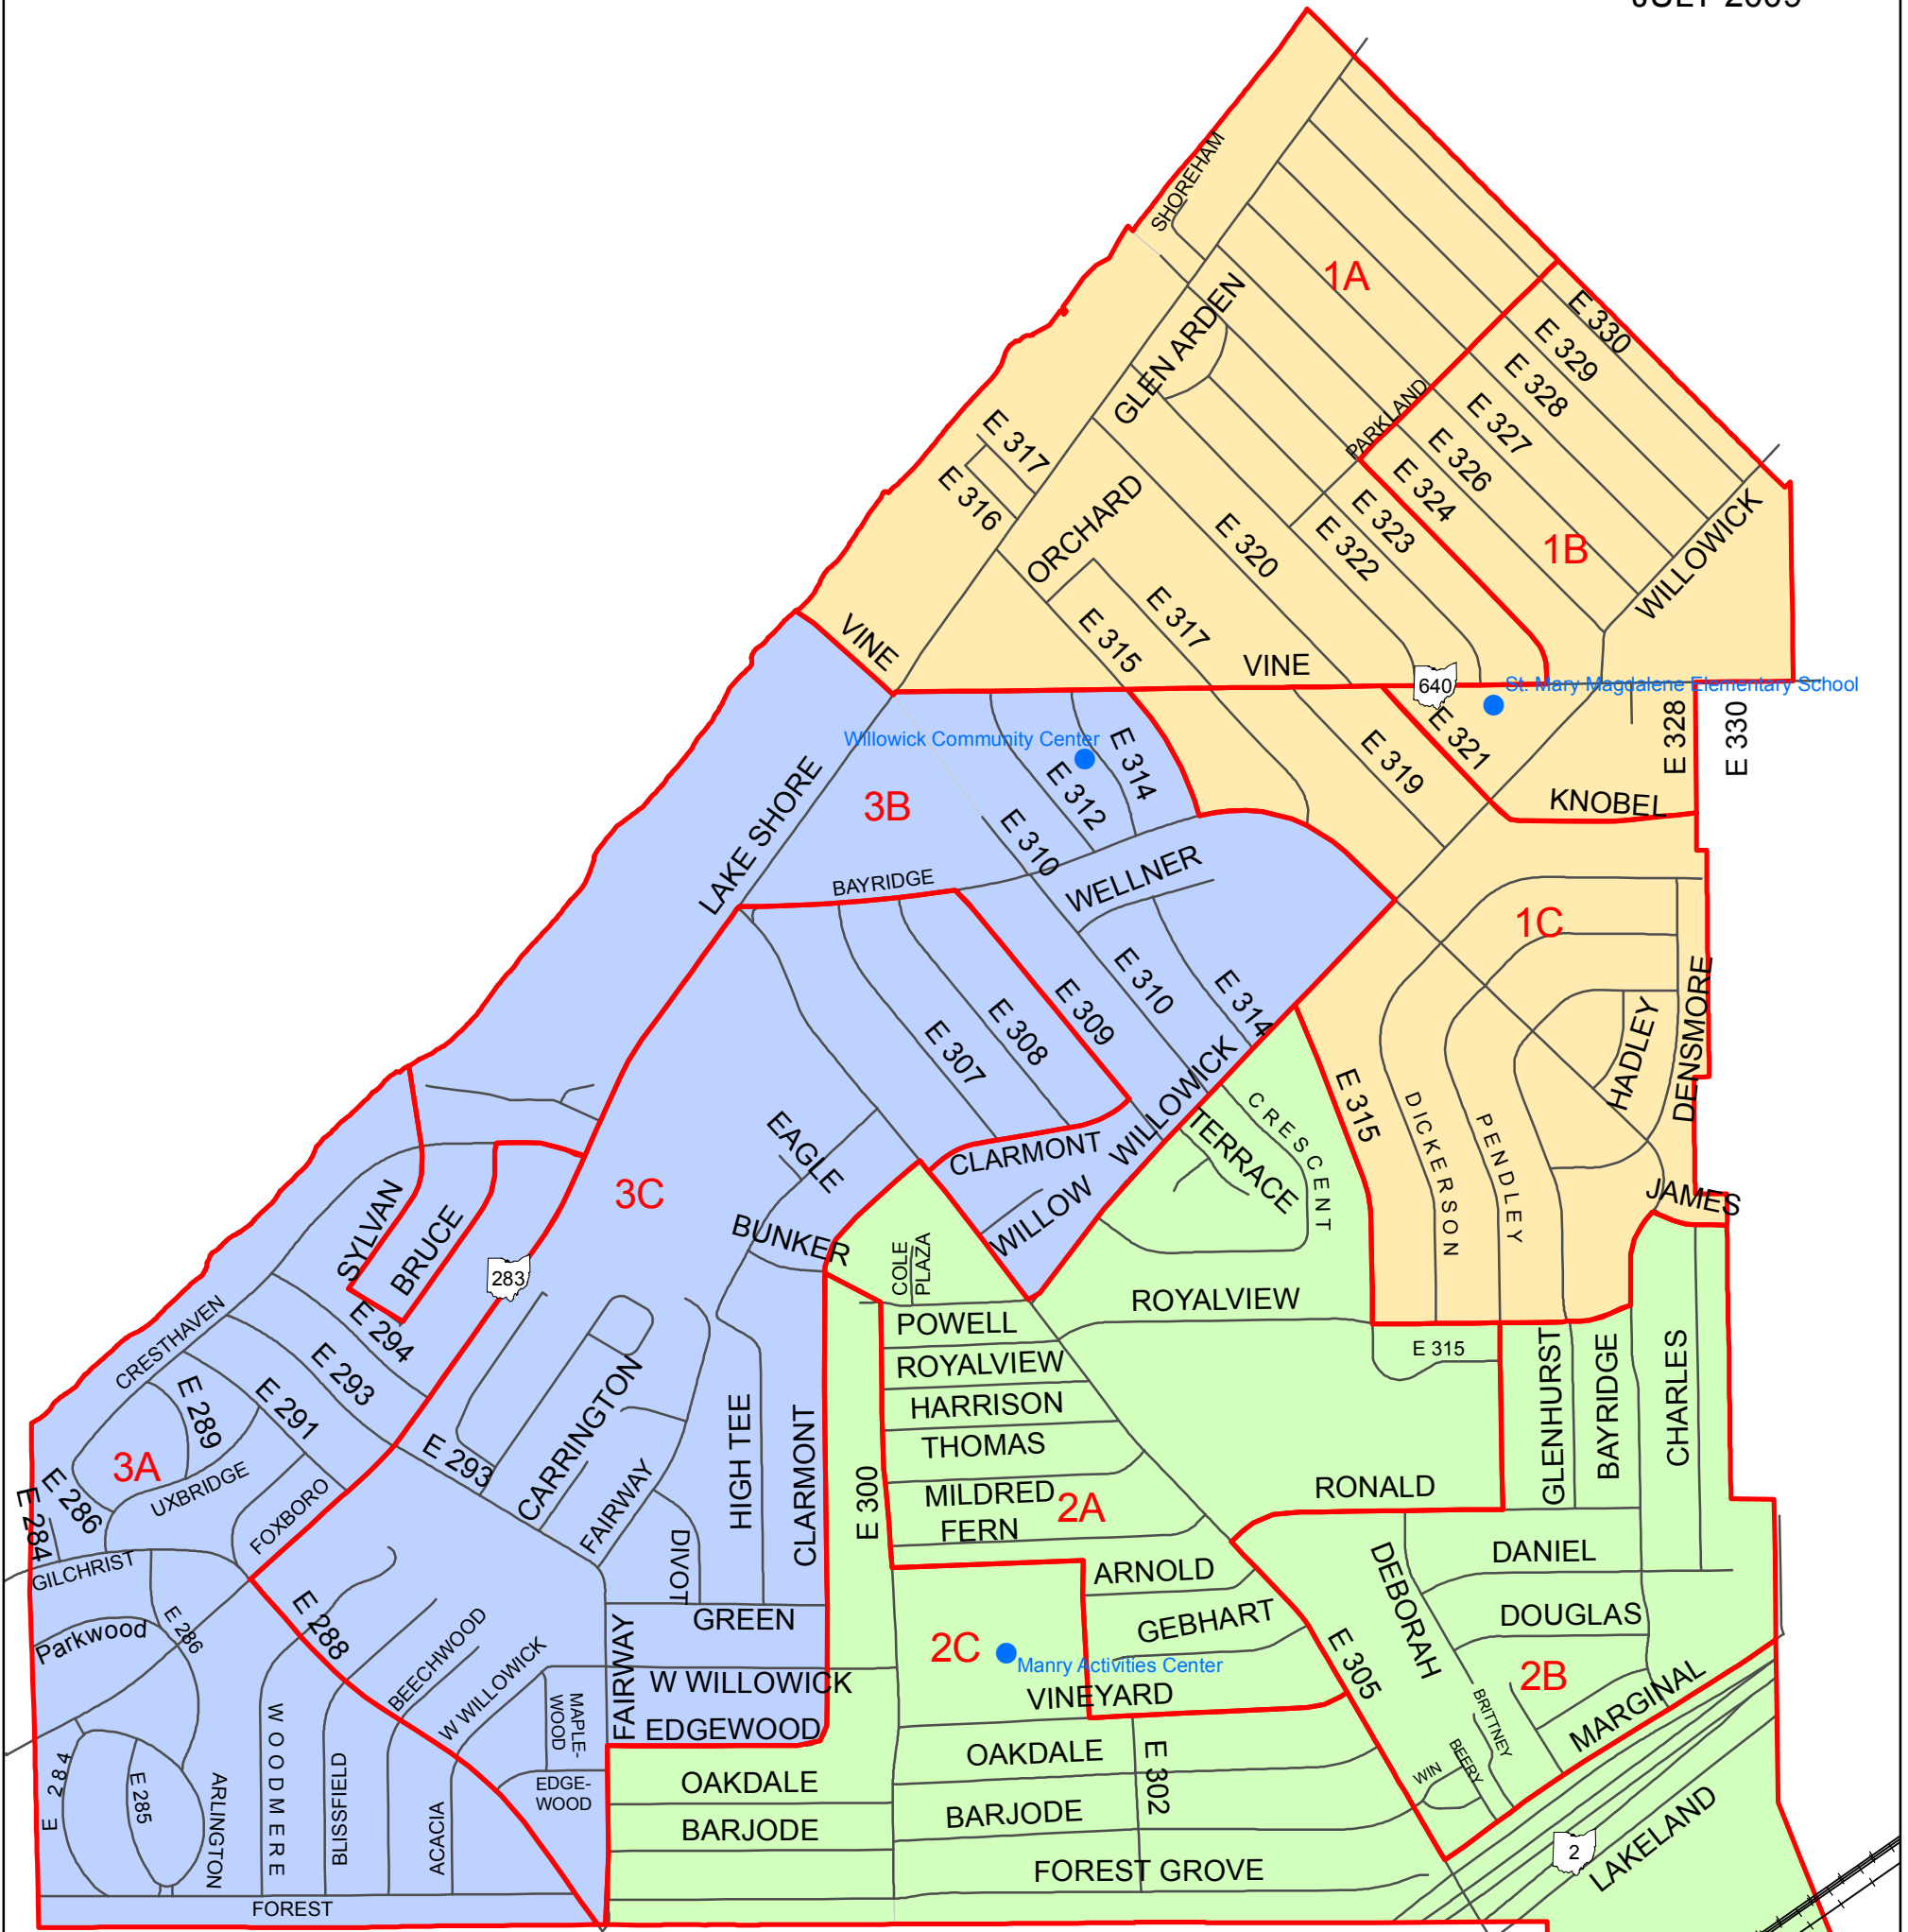 JULY 2009
SHOREHAM
1A
GLEN ARDEN
E 330
E 329
E 328
E 327
PARKLAND
E 326
E 324
E 317
E 316
ORCHARD
E 323
E 322
E 320
1B
WILLOWICK
VINE
E 317
E 315
VINE
640
St. Mary Magdalene Elementary School
E 328
E 330
E 321
E 319
KNOBEL
Willowick Community Center
E 314
E 312
3B
LAKE SHORE
E 310
BAYRIDGE
WELLNER
1C
E 310
E 314
E 309
E 308
E 307
DENSMORE
HADLEY
WILLOWICK
CRESCENT
TERRACE
E 315
DICKERSON
PENDLEY
EAGLE
CLARMONT
JAMES
WILLOW
3C
SYLVAN
BRUCE
BUNKER
COLE
PLAZA
283
CRESTHAVEN
E 294
ROYALVIEW
POWELL
E 315
ROYALVIEW
HARRISON
THOMAS
E 293
E 291
E 289
CARRINGTON
HIGH TEE
CLARMONT
GLENHURST
BAYRIDGE
CHARLES
3A
E 286
E 284
UXBRIDGE
FOXBORO
E 293
FAIRWAY
E 300
MILDRED
2A
RONALD
FERN
GILCHRIST
DIVOT
ARNOLD
DANIEL
DEBORAH
E 288
E 286
Parkwood
GREEN
GEBHART
DOUGLAS
2C
Manry Activities Center
E 305
2B
BEECHWOOD
W WILLOWICK
FAIRWAY
W WILLOWICK
VINEYARD
MARGINAL
BRITTNEY
MAPLE-
WOOD
EDGEWOOD
WOODMERE
BLISSFIELD
E 284
E 285
ARLINGTON
ACACIA
EDGE-
WOOD
OAKDALE
OAKDALE
E 302
WIN
BEERY
BARJODE
BARJODE
2
LAKELAND
FOREST GROVE
FOREST